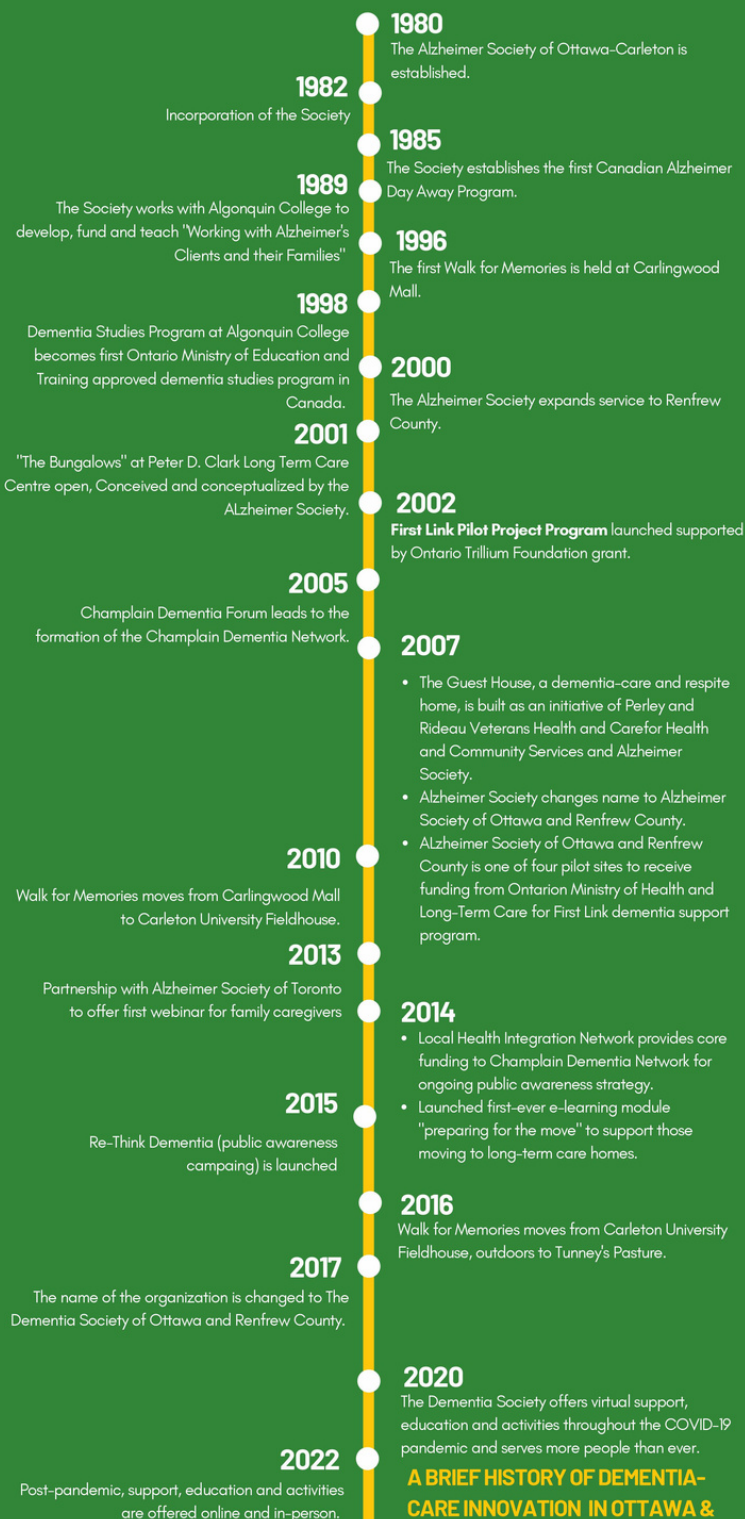 1980
The Alzheimer Society of Ottawa-Carleton is
established.
1982
Incorporation of the Society
1985
The Society establishes the first Canadian Alzheimer
Day Away Program.
1989
The Society works with Algonquin College to
develop, fund and teach "Working with Alzheimer's
Clients and their Families"
1996
The first Walk for Memories is held at Carlingwood
Mall.
1998
Dementia Studies Program at Algonquin College
becomes first Ontario Ministry of Education and
Training approved dementia studies program in
Canada.
2000
The Alzheimer Society expands service to Renfrew
County.
2001
"The Bungalows" at Peter D. Clark Long Term Care
Centre open, Conceived and conceptualized by the
ALzheimer Society.
2002
First Link Pilot Project Program launched supported
by Ontario Trillium Foundation grant.
2005
Champlain Dementia Forum leads to the
formation of the Champlain Dementia Network.
2007
• The Guest House, a dementia-care and respite
home, is built as an initiative of Perley and
Rideau Veterans Health and Carefor Health
and Community Services and Alzheimer
Society.
• Alzheimer Society changes name to Alzheimer
Society of Ottawa and Renfrew County.
• ALzheimer Society of Ottawa and Renfrew
County is one of four pilot sites to receive
funding from Ontarion Ministry of Health and
Long-Term Care for First Link dementia support
program.
2010
Walk for Memories moves from Carlingwood Mall
to Carleton University Fieldhouse.
2013
Partnership with Alzheimer Society of Toronto
to offer first webinar for family caregivers
2014
• Local Health Integration Network provides core
funding to Champlain Dementia Network for
ongoing public awareness strategy.
• Launched first-ever e-learning module
"preparing for the move" to support those
moving to long-term care homes.
2015
Re-Think Dementia (public awareness
campaing) is launched
2016
Walk for Memories moves from Carleton University
Fieldhouse, outdoors to Tunney's Pasture.
2017
The name of the organization is changed to The
Dementia Society of Ottawa and Renfrew County.
2020
The Dementia Society offers virtual support,
education and activities throughout the COVID-19
pandemic and serves more people than ever.
2022
Post-pandemic, support, education and activities
are offered online and in-person.
A BRIEF HISTORY OF DEMENTIA-
CARE INNOVATION IN OTTAWA &